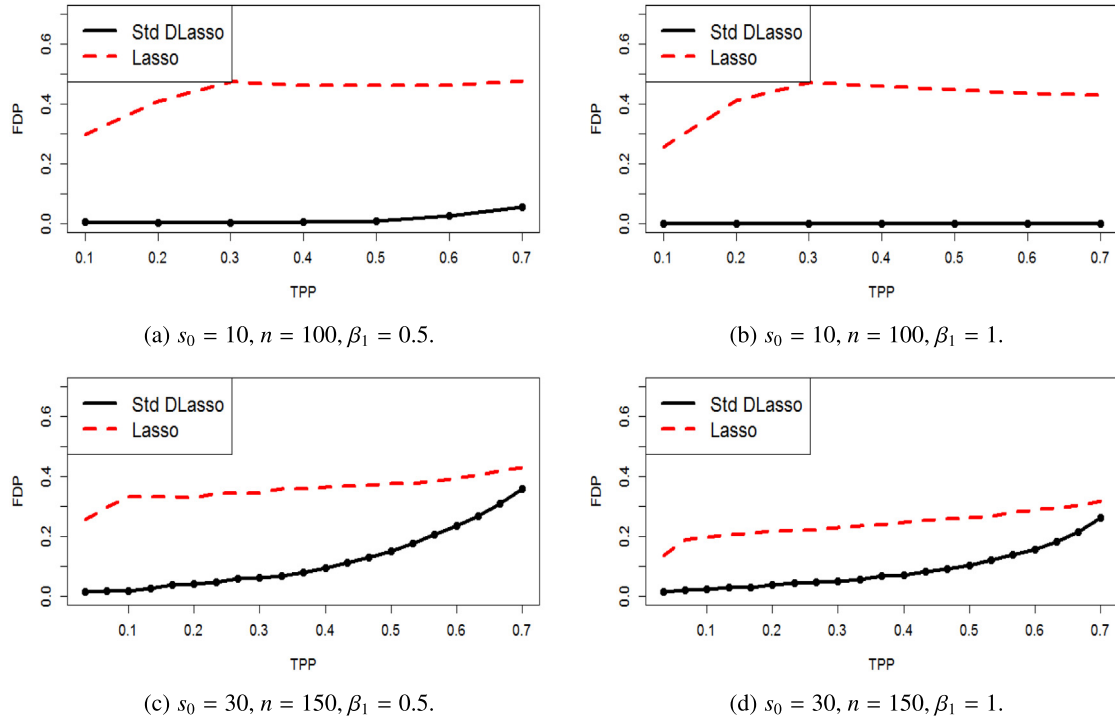 Std DLasso
Lasso
FDP
0.0 0.2 0.4 0.6
0.1 0.2 0.3 0.4 0.5 0.6 0.7
TPP
(a) s₀ = 10, n = 100, β₁ = 0.5.
Std DLasso
Lasso
FDP
0.0 0.2 0.4 0.6
0.1 0.2 0.3 0.4 0.5 0.6 0.7
TPP
(b) s₀ = 10, n = 100, β₁ = 1.
Std DLasso
Lasso
FDP
0.0 0.2 0.4 0.6
0.1 0.2 0.3 0.4 0.5 0.6 0.7
TPP
(c) s₀ = 30, n = 150, β₁ = 0.5.
Std DLasso
Lasso
FDP
0.0 0.2 0.4 0.6
0.1 0.2 0.3 0.4 0.5 0.6 0.7
TPP
(d) s₀ = 30, n = 150, β₁ = 1.